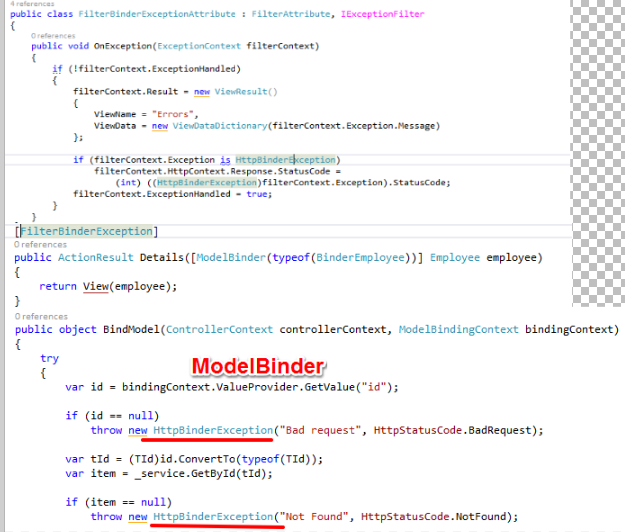 4 references
public class FilterBinderExceptionAttribute : FilterAttribute, IExceptionFilter
{
0 references
public void OnException(ExceptionContext filterContext)
{
if (!filterContext.ExceptionHandled)
{
filterContext.Result = new ViewResult()
{
ViewName = "Errors",
ViewData = new ViewDataDictionary(filterContext.Exception.Message)
};
if (filterContext.Exception is HttpBinderException)
filterContext.HttpContext.Response.StatusCode =
(int) ((HttpBinderException)filterContext.Exception).StatusCode;
filterContext.ExceptionHandled = true;
}
}
[FilterBinderException]
0 references
public ActionResult Details([ModelBinder(typeof(BinderEmployee))] Employee employee)
{
return View(employee);
}
0 references
public object BindModel(ControllerContext controllerContext, ModelBindingContext bindingContext)
{
try
ModelBinder
{
var id = bindingContext.ValueProvider.GetValue("id");
if (id == null)
throw new HttpBinderException("Bad request", HttpStatusCode.BadRequest);
var tId = (TId)id.ConvertTo(typeof(TId));
var item = _service.GetById(tId);
if (item == null)
throw new HttpBinderException("Not Found", HttpStatusCode.NotFound);